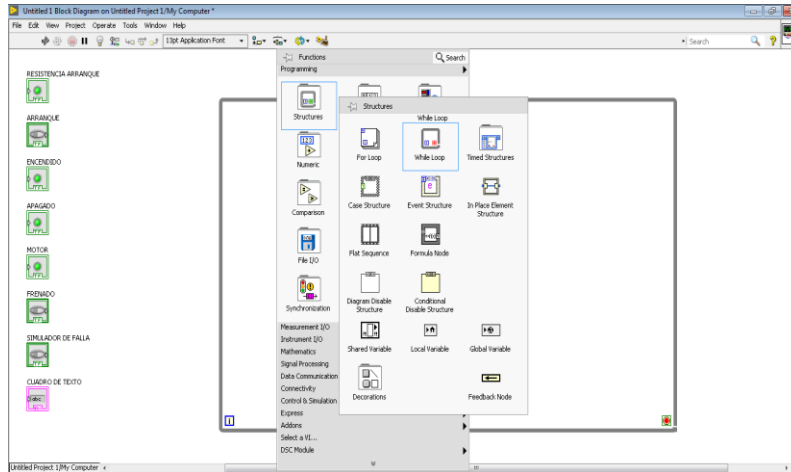 Untitled 1 Block Diagram on Untitled Project 1/My Computer *
File Edit View Project Operate Tools Window Help
13pt Application Font
Search
Functions
Search
Programming
RESISTENCIA ARRANQUE
ARRANQUE
ENCENDIDO
APAGADO
MOTOR
FRENADO
SIMULADOR DE FALLA
CUADRO DE TEXTO
abc
Structures
Numeric
Comparison
File I/O
Synchronization
Measurement I/O
Instrument I/O
Mathematics
Signal Processing
Data Communication
Connectivity
Control & Simulation
Express
Addons
Select a VI...
DSC Module
Structures
While Loop
For Loop
While Loop
Timed Structures
Case Structure
Event Structure
In Place Element
Structure
Flat Sequence
Formula Node
Diagram Disable
Structure
Conditional
Disable Structure
Shared Variable
Local Variable
Global Variable
Decorations
Feedback Node
i
Untitled Project 1/My Computer